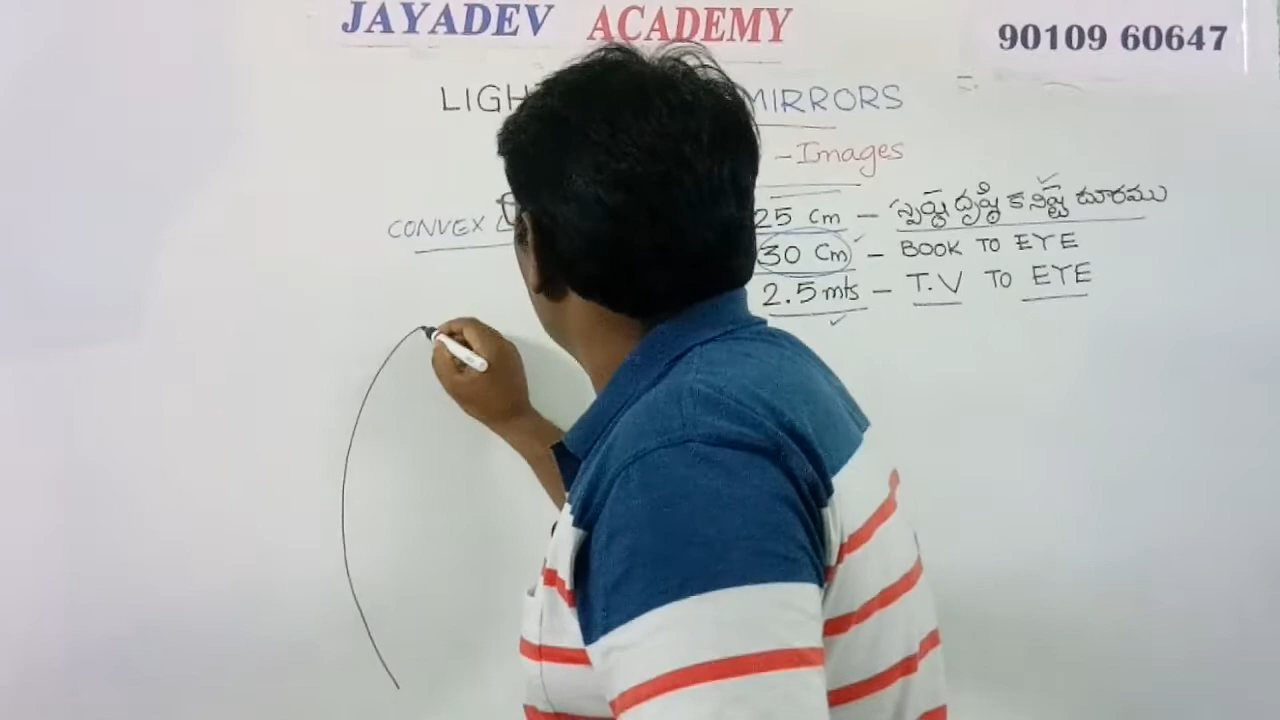 JAYADEV ACADEMY
90109 60647
LIGH MIRRORS
- Images
CONVEX
25 Cm - స్పష్ట దృష్ఠి కనిష్ట దూరము
30 Cm - BOOK TO EYE
2.5 mts - T.V TO EYE